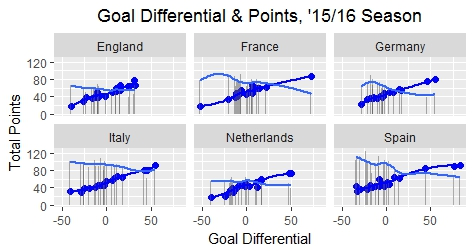 Goal Differential & Points, '15/16 Season
England France Germany
120
80
40
0
Italy Netherlands Spain
120
80
40
0
-50 0 50 -50 0 50 -50 0 50
Total Points
Goal Differential